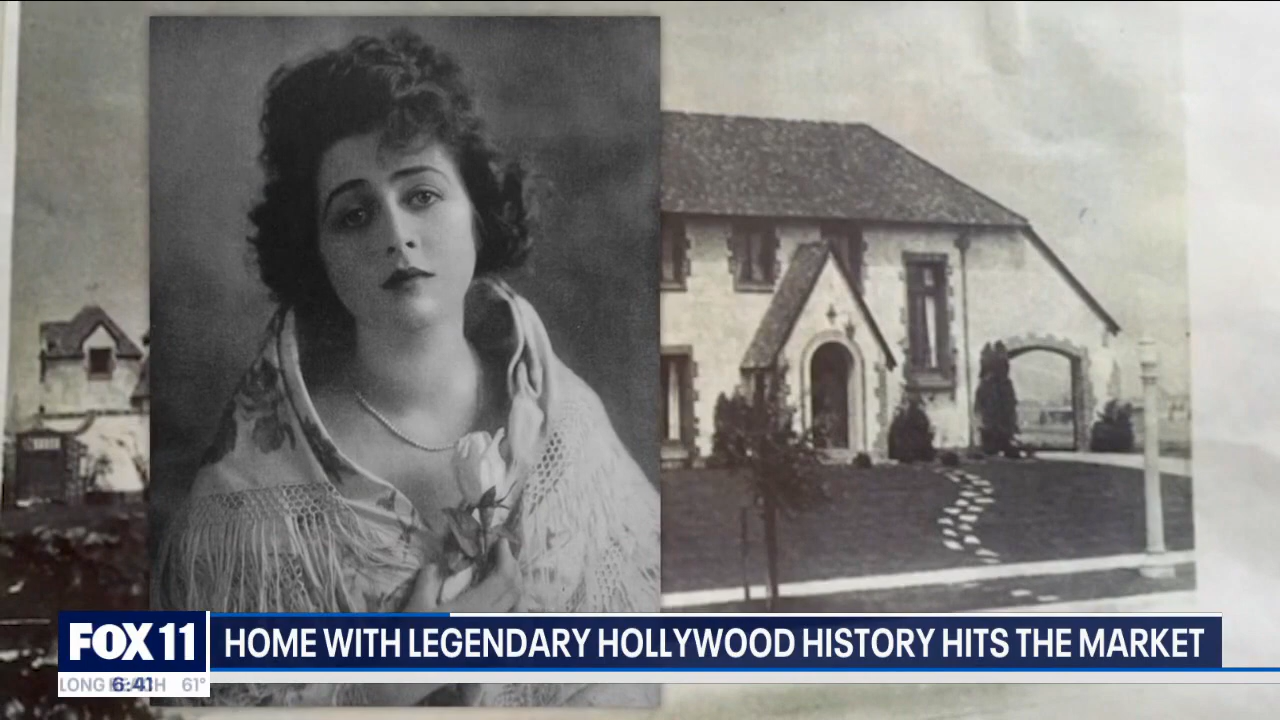 FOX 11
HOME WITH LEGENDARY HOLLYWOOD HISTORY HITS THE MARKET
6:41
61°